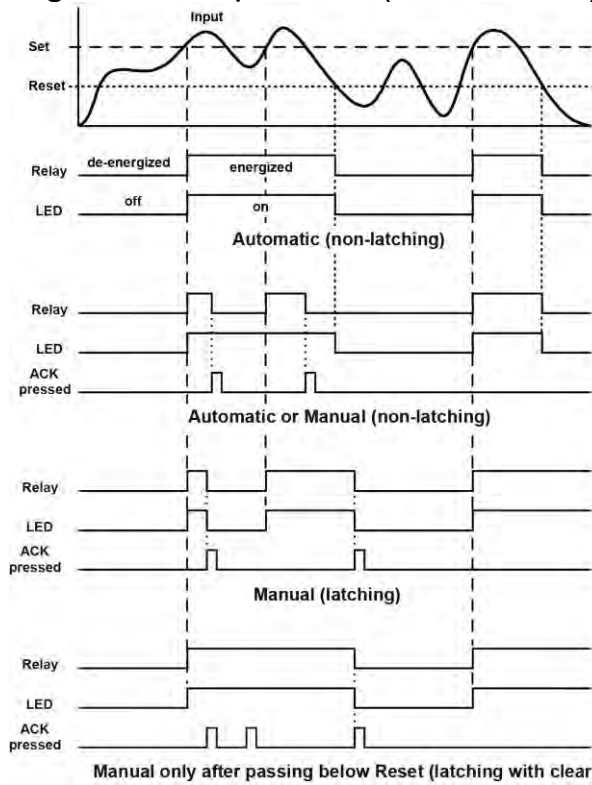 Input
Set
Reset
de-energized
energized
Relay
off
on
LED
Automatic (non-latching)
Relay
LED
ACK
pressed
Automatic or Manual (non-latching)
Relay
LED
ACK
pressed
Manual (latching)
Relay
LED
ACK
pressed
Manual only after passing below Reset (latching with clear